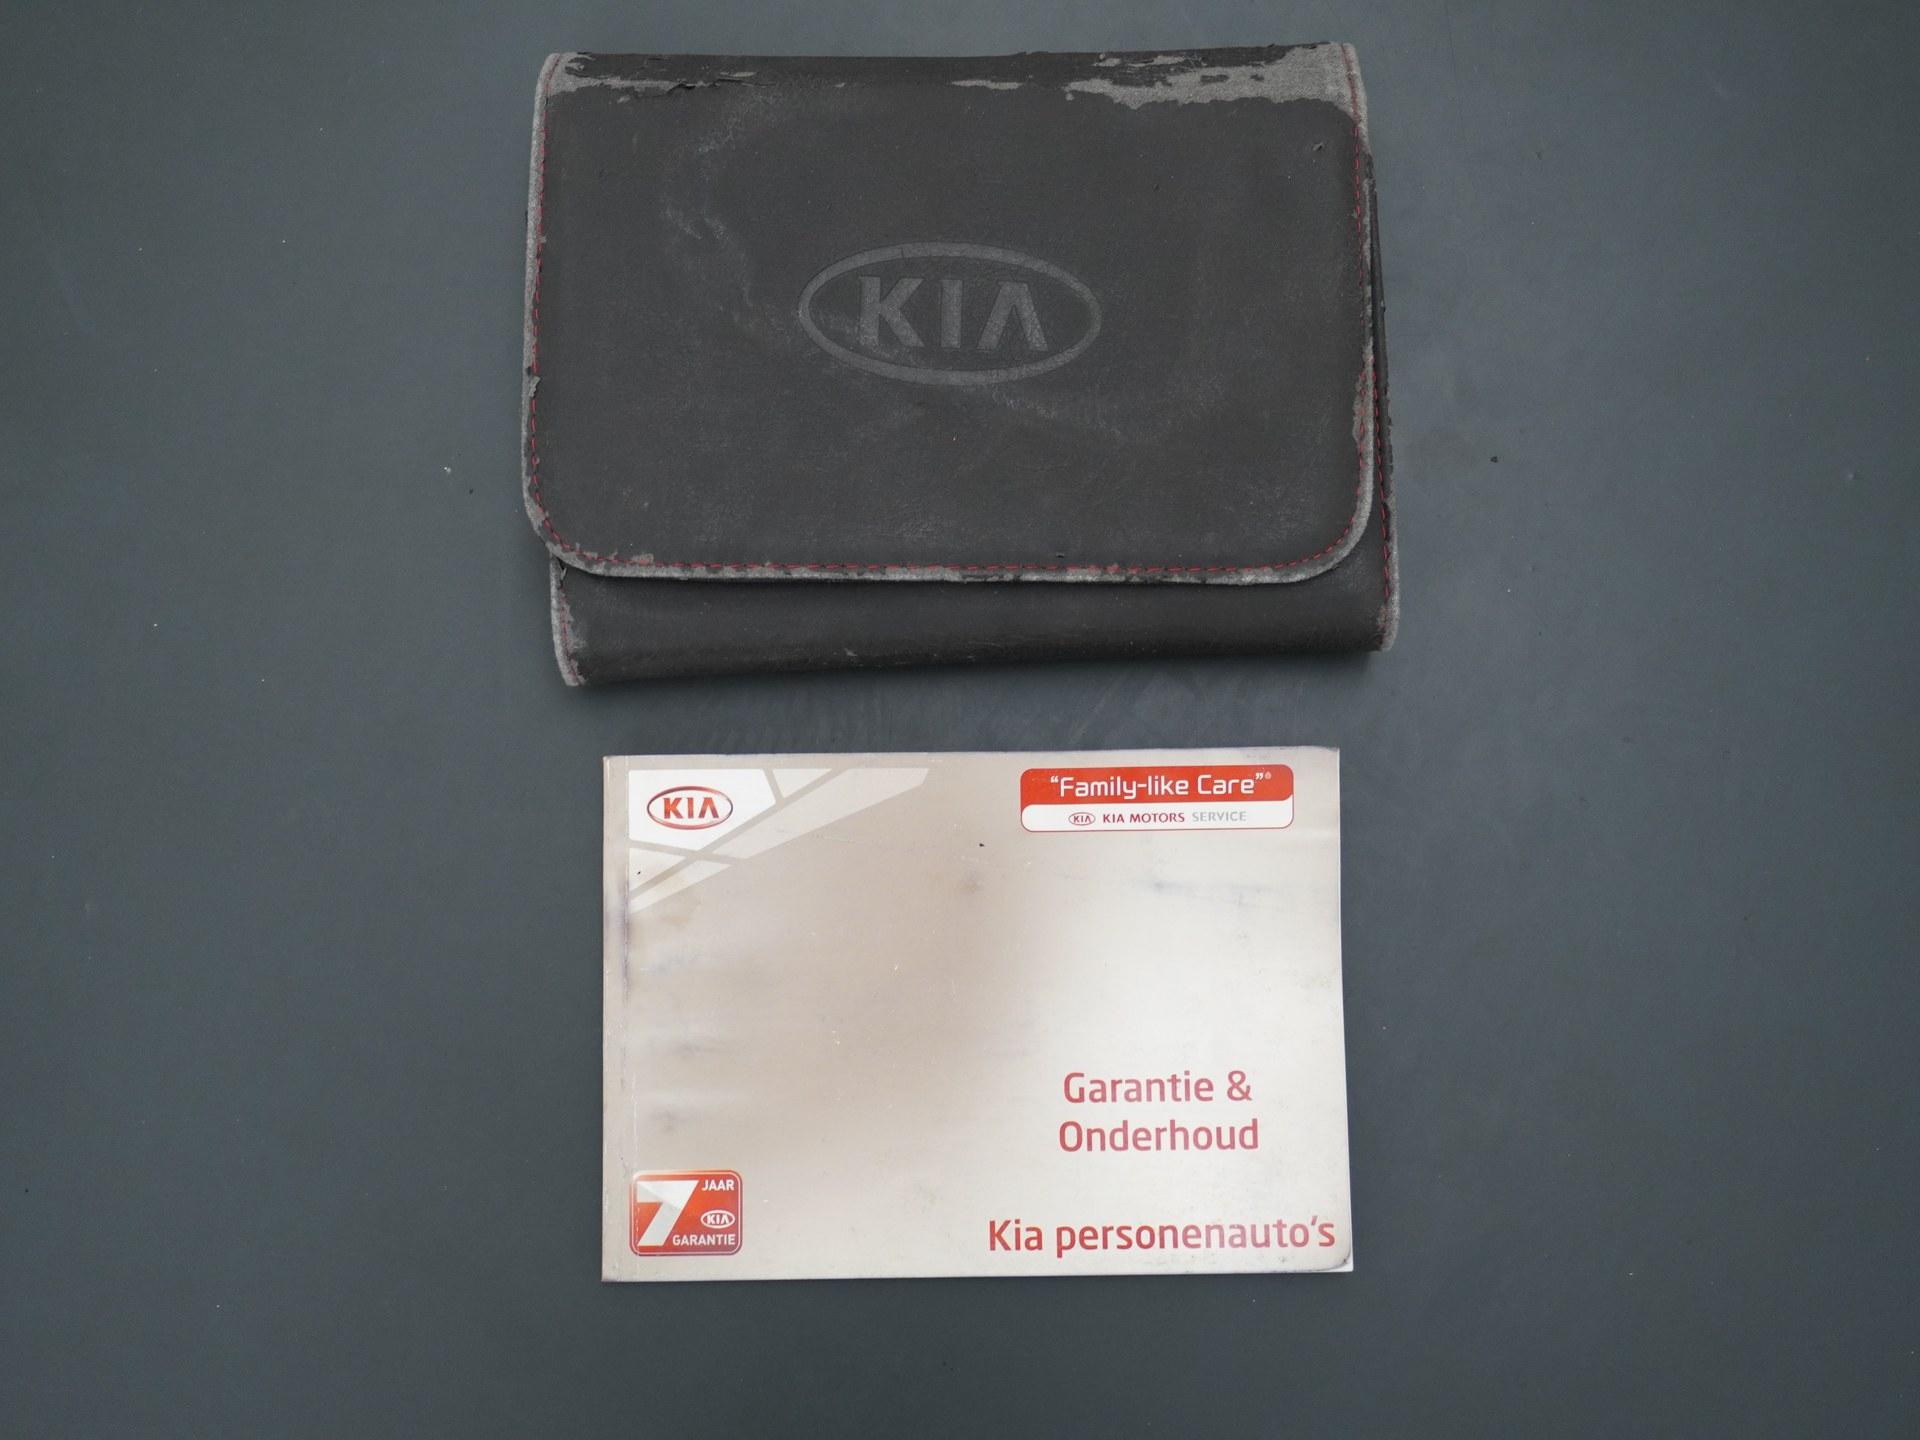 KIA
KIA
“Family-like Care”®
KIA KIA MOTORS SERVICE
Garantie &
Onderhoud
7 JAAR
KIA
GARANTIE
Kia personenauto's